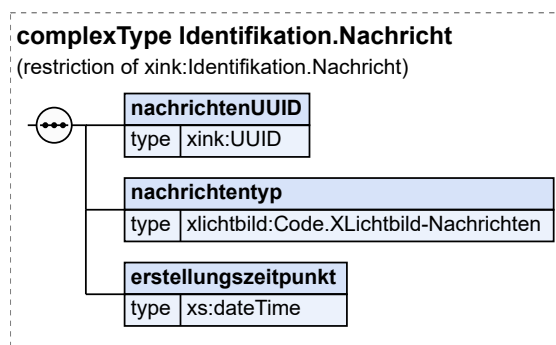 complexType Identifikation.Nachricht
(restriction of xink:Identifikation.Nachricht)
nachrichtenUUID
type xink:UUID
nachrichtentyp
type xlichtbild:Code.XLichtbild-Nachrichten
erstellungszeitpunkt
type xs:dateTime